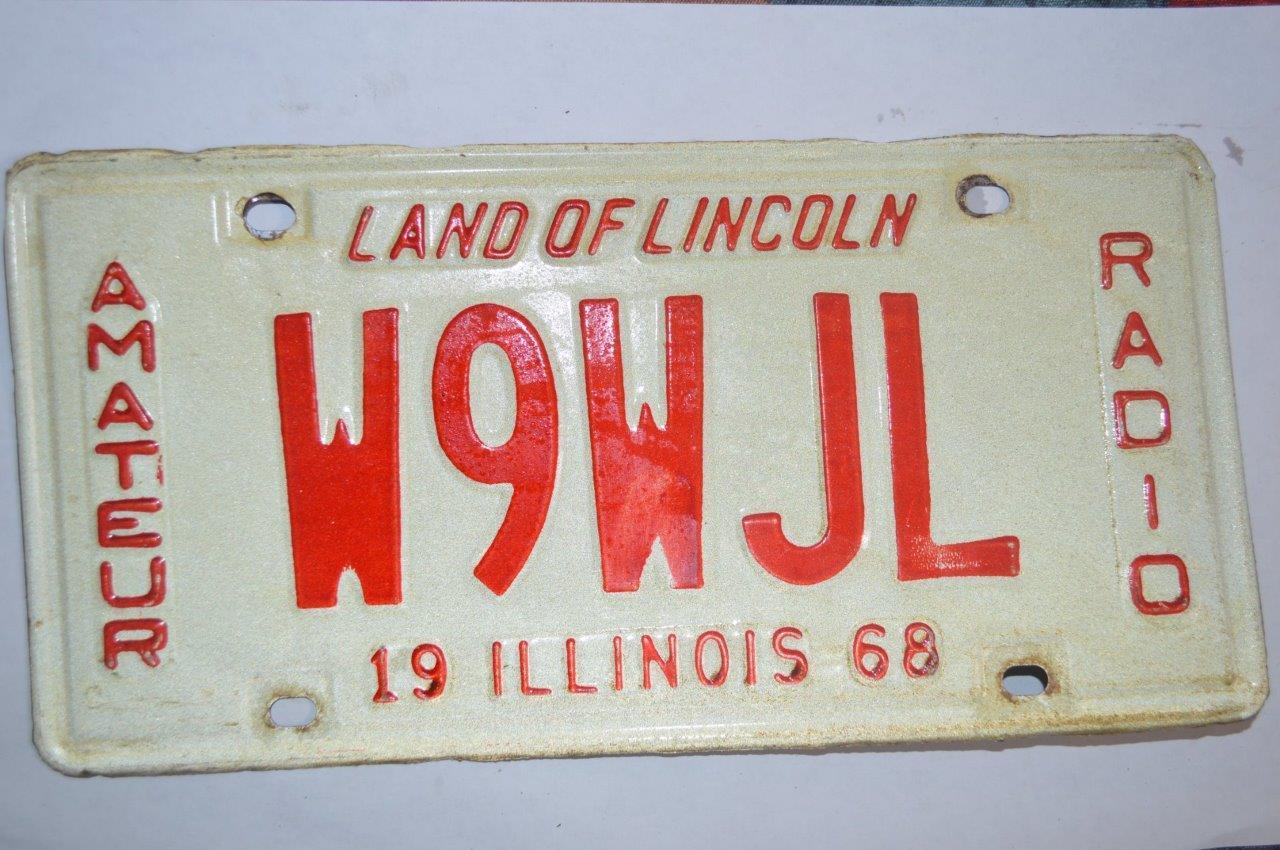 LAND OF LINCOLN
AMATEUR
W9WJL
RADIO
19 ILLINOIS 68